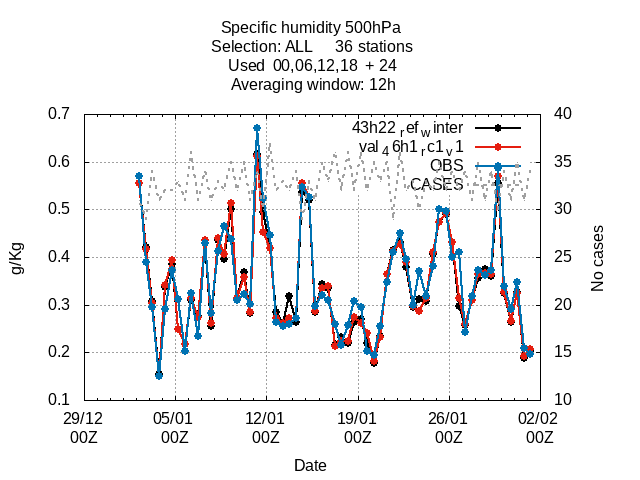 Specific humidity 500hPa
Selection: ALL 36 stations
Used 00,06,12,18 + 24
Averaging window: 12h
43h22refwinter
val46h1rc1v1
OBS
CASES
g/Kg
0.7
0.6
0.5
0.4
0.3
0.2
0.1
40
35
30
25
20
15
10
No cases
29/12 05/01 12/01 19/01 26/01 02/02
00Z 00Z 00Z 00Z 00Z 00Z
Date